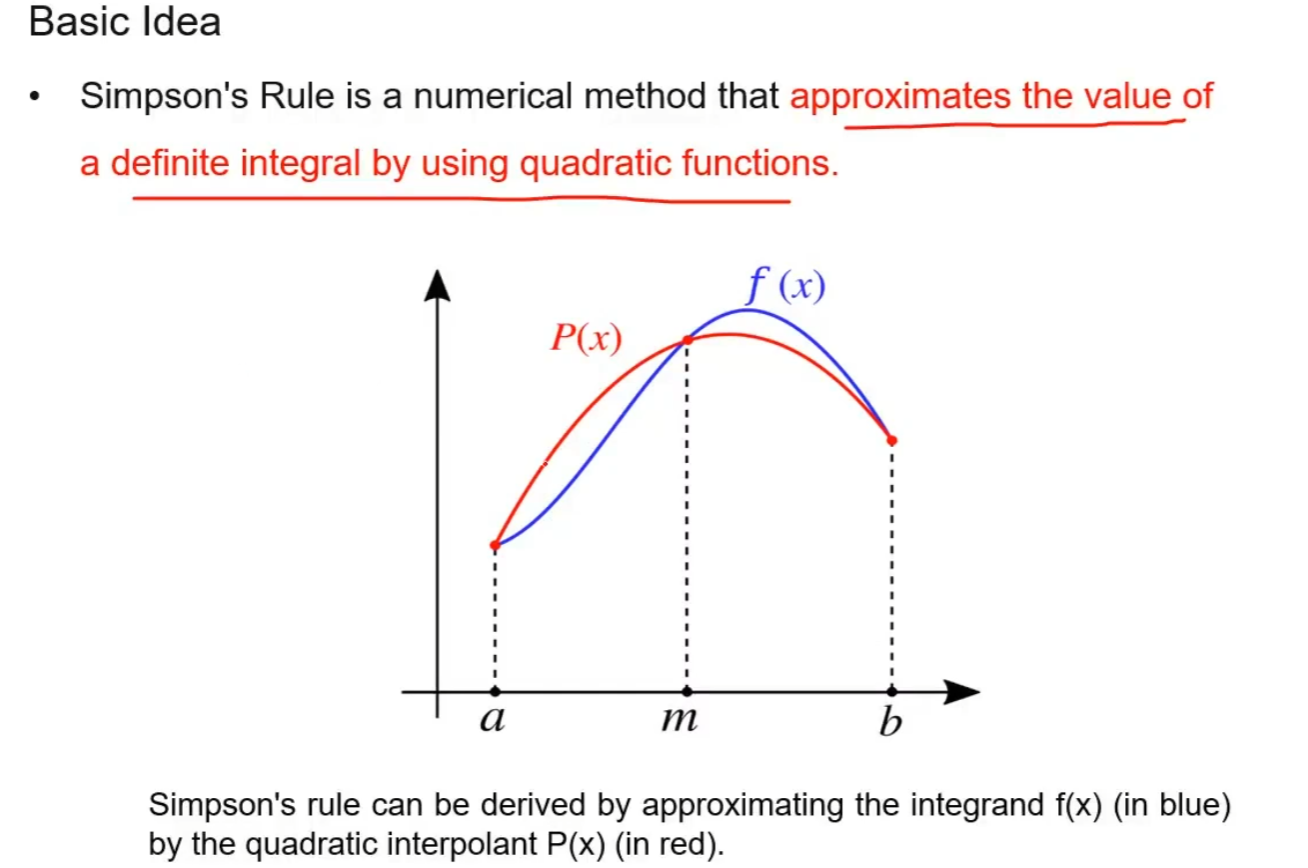 Basic Idea
• Simpson's Rule is a numerical method that approximates the value of
a definite integral by using quadratic functions.
f (x)
P(x)
a
m
b
Simpson's rule can be derived by approximating the integrand f(x) (in blue)
by the quadratic interpolant P(x) (in red).